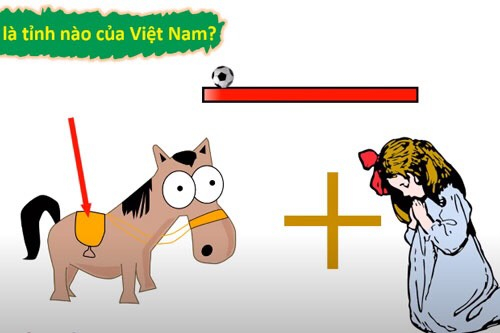 là tỉnh nào của Việt Nam?